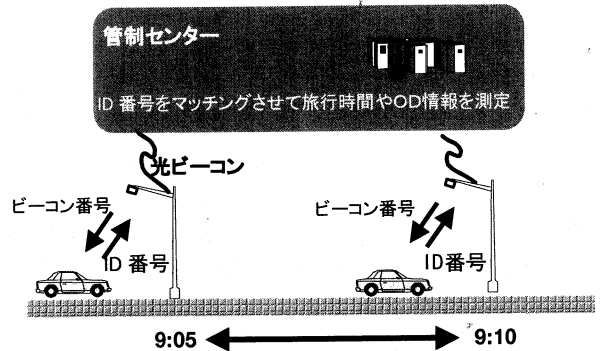 管制センター
ID 番号をマッチングさせて旅行時間やOD情報を測定
光ビーコン
ビーコン番号
ID 番号
ビーコン番号
ID番号
9:05
9:10